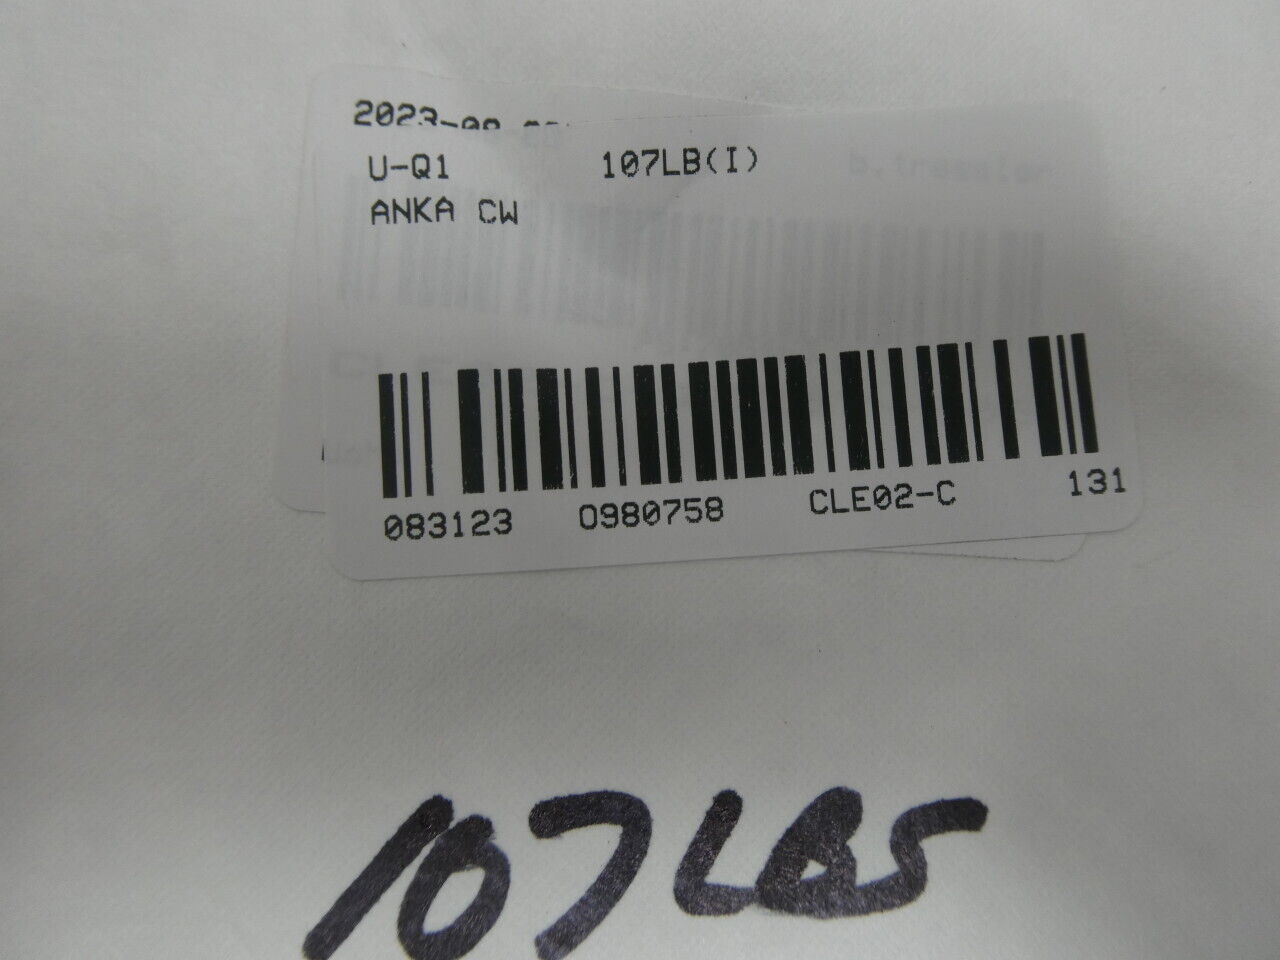 U-Q1 107LB(I)
ANKA CW
083123 0980758 CLE02-C 131
107LBS